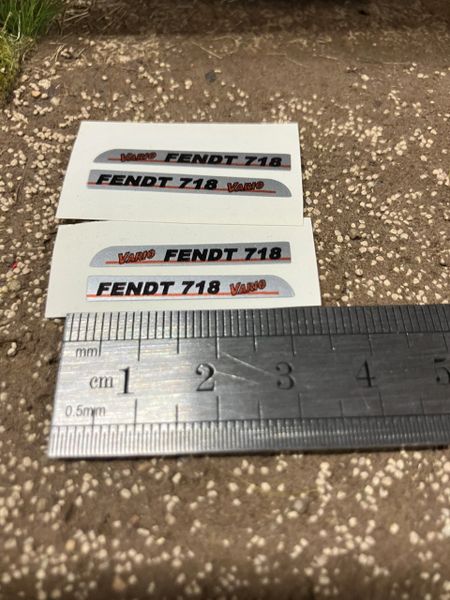 VARIO FENDT 718
FENDT 718 VARIO
VARIO FENDT 718
FENDT 718 VARIO
mm
cm 1 2 3 4 5
0.5mm